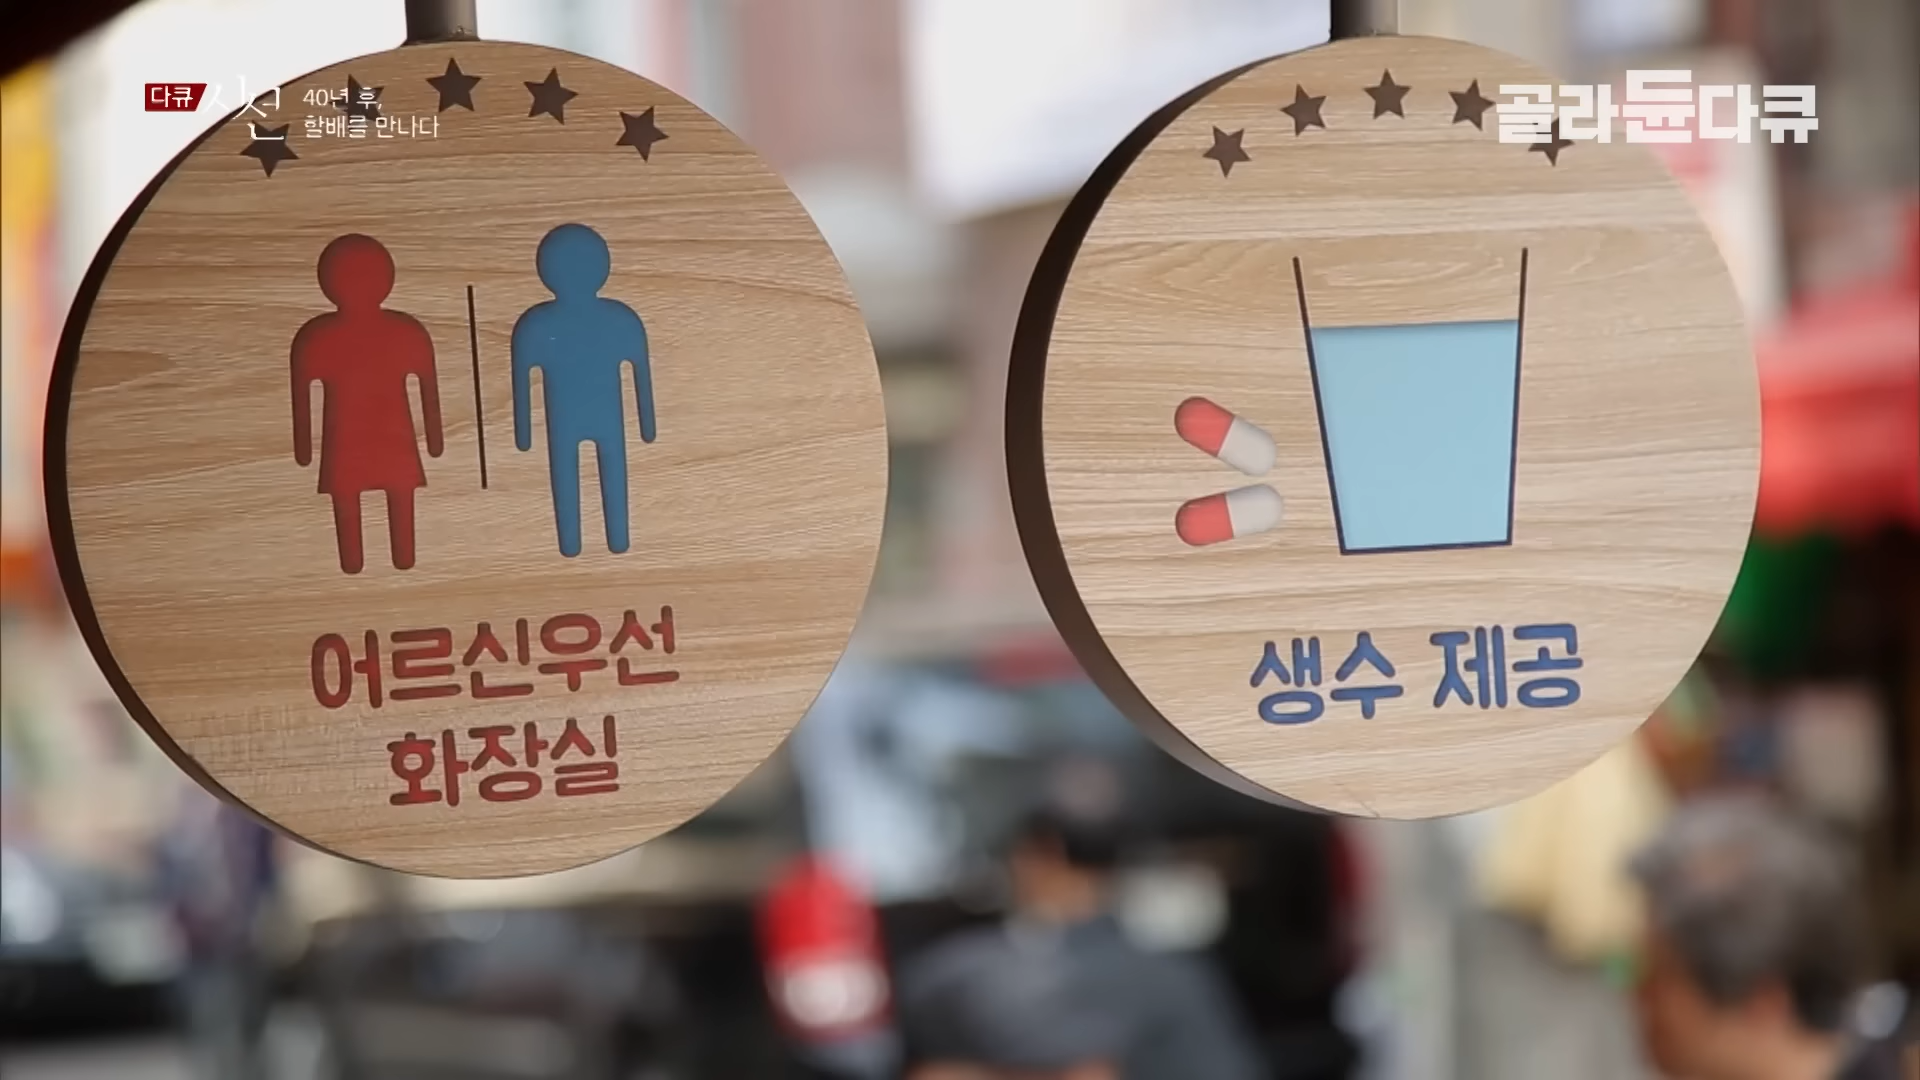 다큐 시선
40년 후,
할배를 만나다
골라듄다큐
어르신우선
화장실
생수 제공